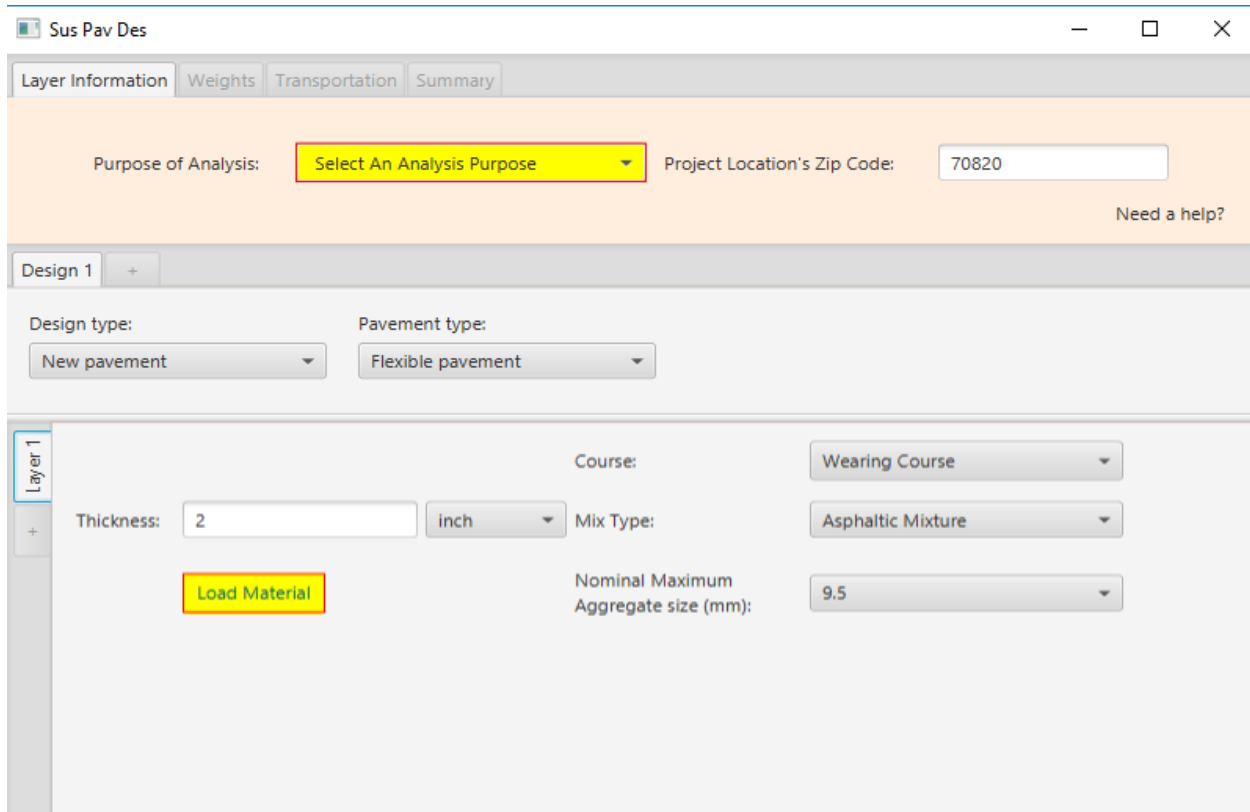 Sus Pav Des
Layer Information Weights Transportation Summary
Purpose of Analysis: Select An Analysis Purpose Project Location's Zip Code: 70820
Need a help?
Design 1 +
Design type: Pavement type:
New pavement Flexible pavement
Layer 1
+
Course: Wearing Course
Thickness: 2 inch Mix Type: Asphaltic Mixture
Load Material
Nominal Maximum
Aggregate size (mm):
9.5